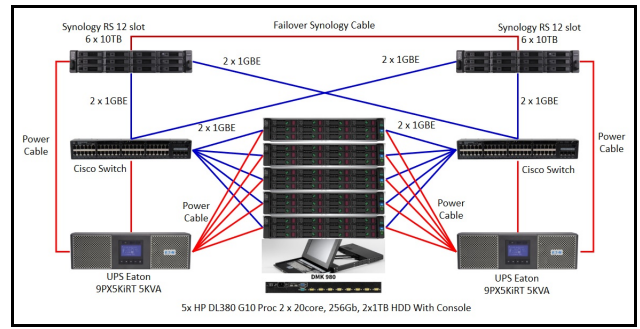 Failover Synology Cable
Synology RS 12 slot
6 x 10TB
Synology RS 12 slot
6 x 10TB
2 x 1GBE
2 x 1GBE
2 x 1GBE
2 x 1GBE
2 x 1GBE
2 x 1GBE
Power
Cable
Power
Cable
Cisco Switch
Cisco Switch
Power
Cable
Power
Cable
DMK 980
UPS Eaton
9PX5KiRT 5KVA
UPS Eaton
9PX5KiRT 5KVA
5x HP DL380 G10 Proc 2 x 20core, 256Gb, 2x1TB HDD With Console